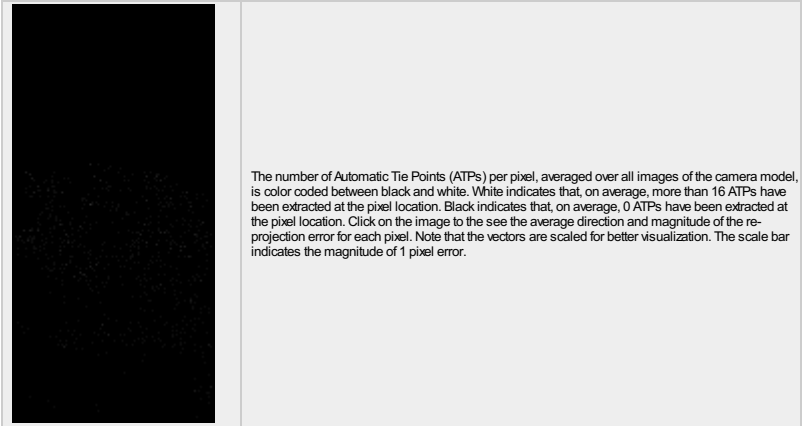 The number of Automatic Tie Points (ATPs) per pixel, averaged over all images of the camera model,
is color coded between black and white. White indicates that, on average, more than 16 ATPs have
been extracted at the pixel location. Black indicates that, on average, 0 ATPs have been extracted at
the pixel location. Click on the image to the see the average direction and magnitude of the re-
projection error for each pixel. Note that the vectors are scaled for better visualization. The scale bar
indicates the magnitude of 1 pixel error.